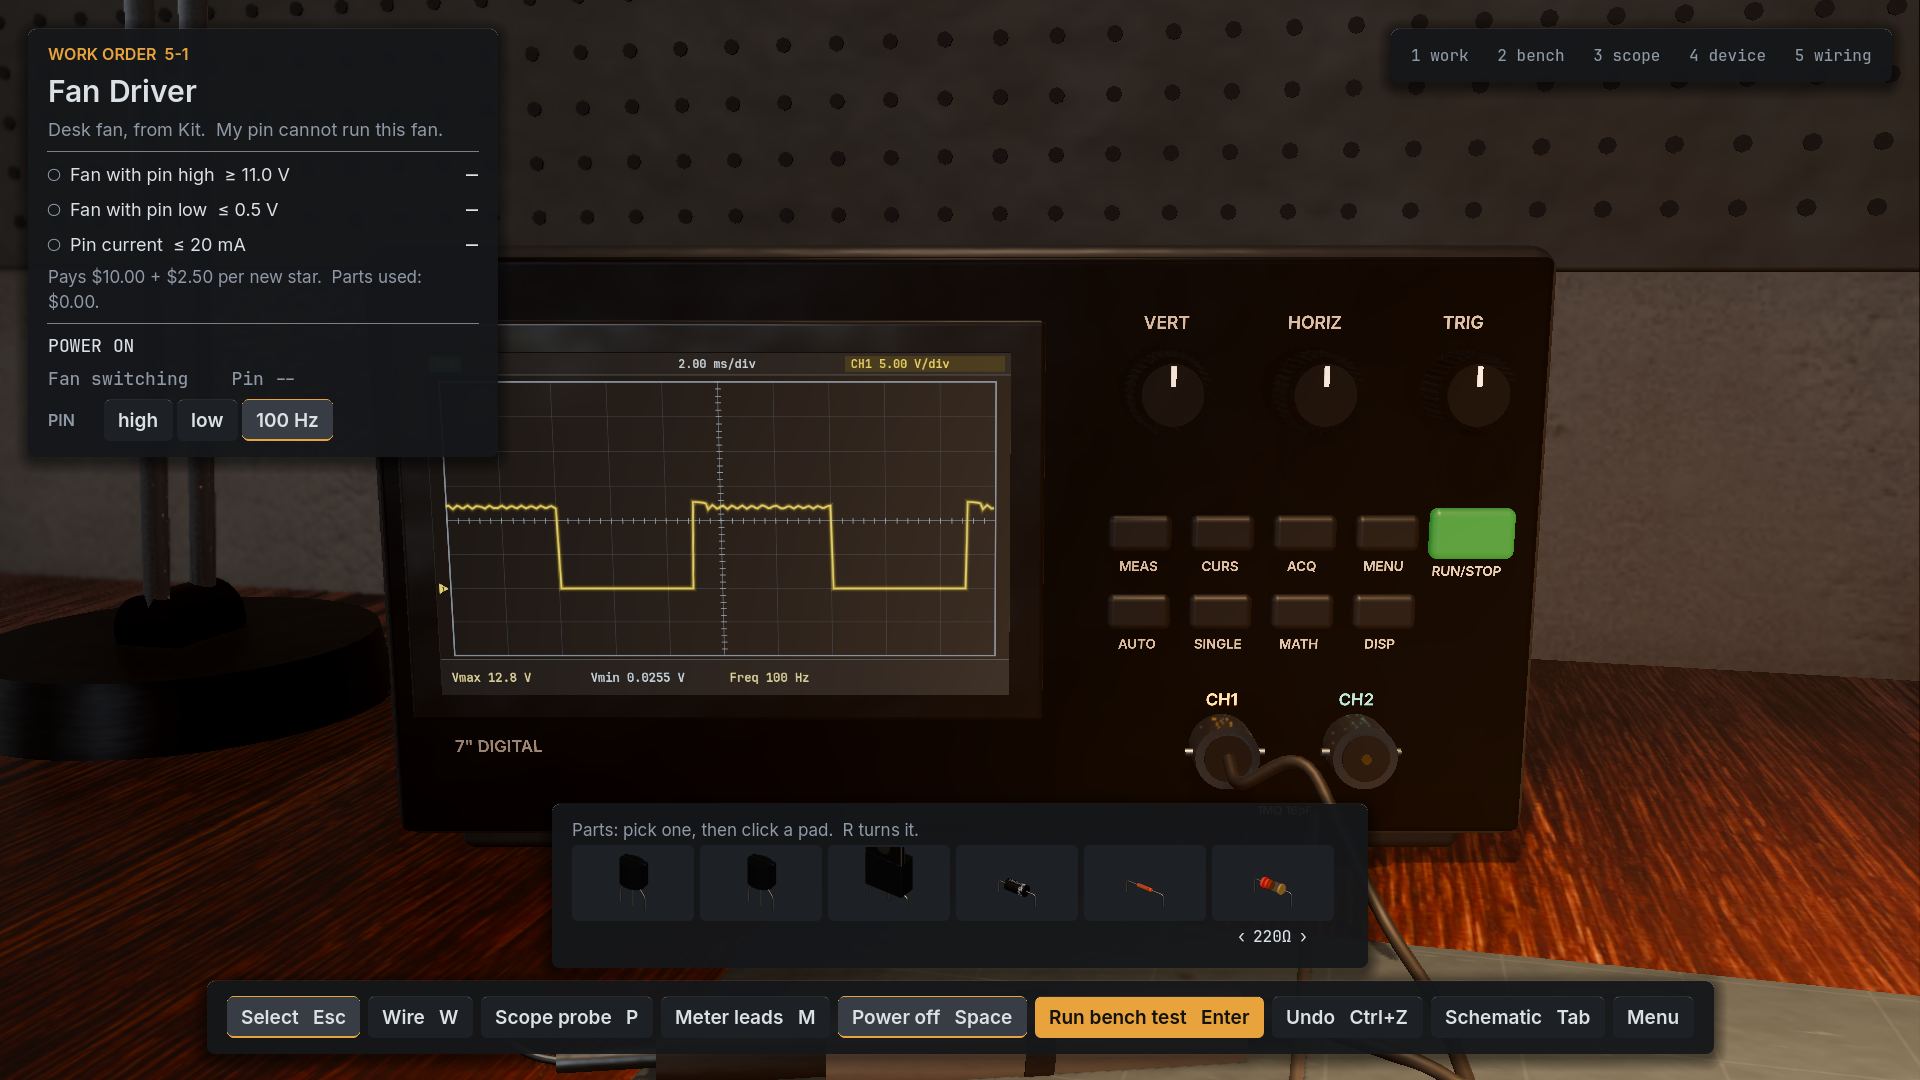 WORK ORDER 5-1
Fan Driver
Desk fan, from Kit. My pin cannot run this fan.
Fan with pin high ≥ 11.0 V —
Fan with pin low ≤ 0.5 V —
Pin current ≤ 20 mA —
Pays $10.00 + $2.50 per new star. Parts used:
$0.00.
POWER ON
Fan switching Pin --
PIN high low 100 Hz
1 work 2 bench 3 scope 4 device 5 wiring
2.00 ms/div CH1 5.00 V/div
Vmax 12.8 V Vmin 0.0255 V Freq 100 Hz
7" DIGITAL
VERT HORIZ TRIG
MEAS CURS ACQ MENU RUN/STOP
AUTO SINGLE MATH DISP
CH1 CH2
Parts: pick one, then click a pad. R turns it.
‹ 220Ω ›
Select Esc Wire W Scope probe P Meter leads M Power off Space Run bench test Enter Undo Ctrl+Z Schematic Tab Menu